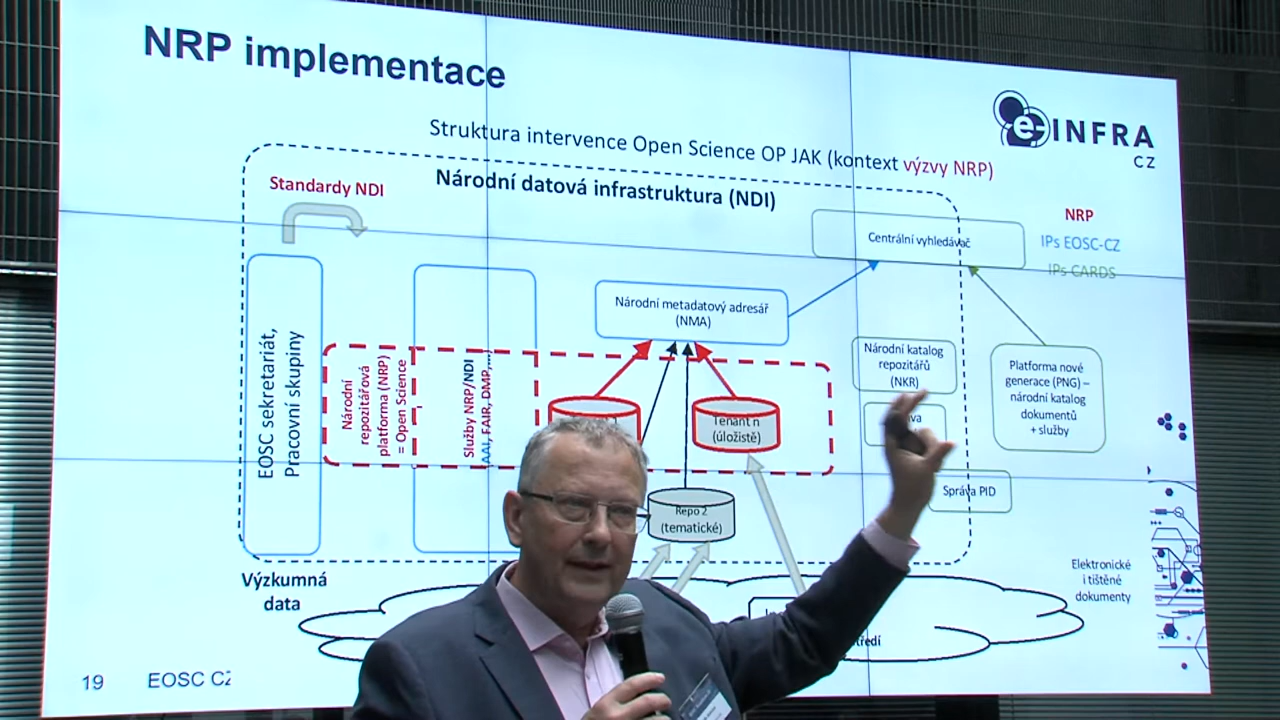 NRP implementace
e INFRA
CZ
Struktura intervence Open Science OP JAK (kontext výzvy NRP)
Standardy NDI
Národní datová infrastruktura (NDI)
NRP
IPs EOSC-CZ
IPs CARDS
Centrální vyhledávač
Národní metadatový adresář
(NMA)
EOSC sekretariát,
Pracovní skupiny
Národní
repozitářová
platforma (NRP)
= Open Science
Služby NRP/NDI
AAI, FAIR, DMP,...,
Tenant n
(úložiště)
Národní katalog
repozitářů
(NKR)
Platforma nové
generace (PNG) –
národní katalog
dokumentů
+ služby
Repo 2
(tematické)
Správa PID
Výzkumná
data
Elektronické
i tištěné
dokumenty
19
EOSC CZ